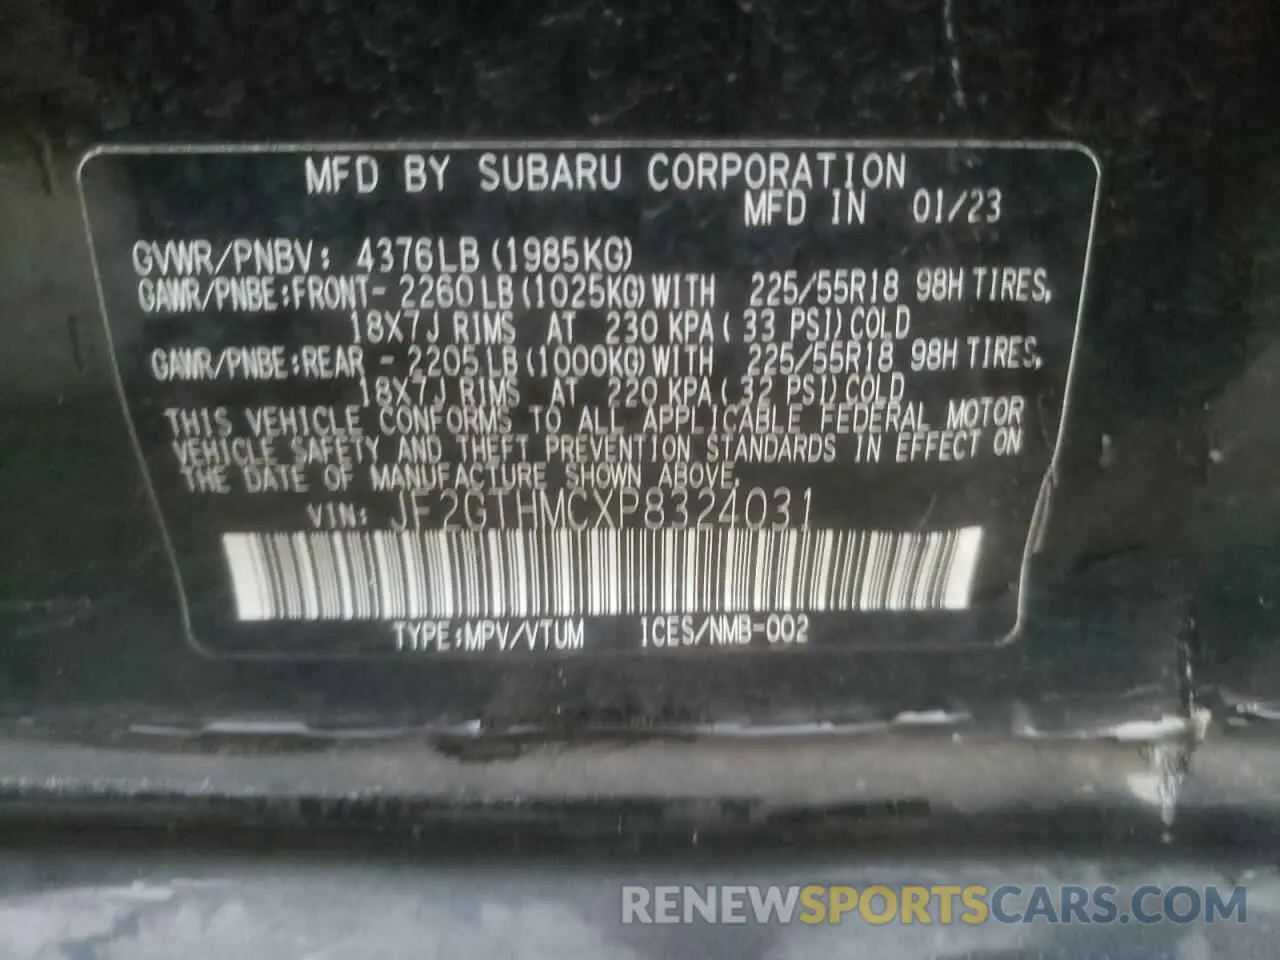 MFD BY SUBARU CORPORATION
MFD IN 01/23
GVWR/PNBV: 4376LB (1985KG)
GAWR/PNBE:FRONT- 2260 LB (1025KG) WITH 225/55R18 98H TIRES,
18X7J RIMS AT 230 KPA ( 33 PSI) COLD
GAWR/PNBE:REAR - 2205 LB (1000KG) WITH 225/55R18 98H TIRES,
18X7J RIMS AT 220 KPA ( 32 PSI) COLD
THIS VEHICLE CONFORMS TO ALL APPLICABLE FEDERAL MOTOR
VEHICLE SAFETY AND THEFT PREVENTION STANDARDS IN EFFECT ON
THE DATE OF MANUFACTURE SHOWN ABOVE.
VIN: JF2GTHMCXP8324031
TYPE:MPV/VTUM ICES/NMB-002
RENEWSPORTSCARS.COM